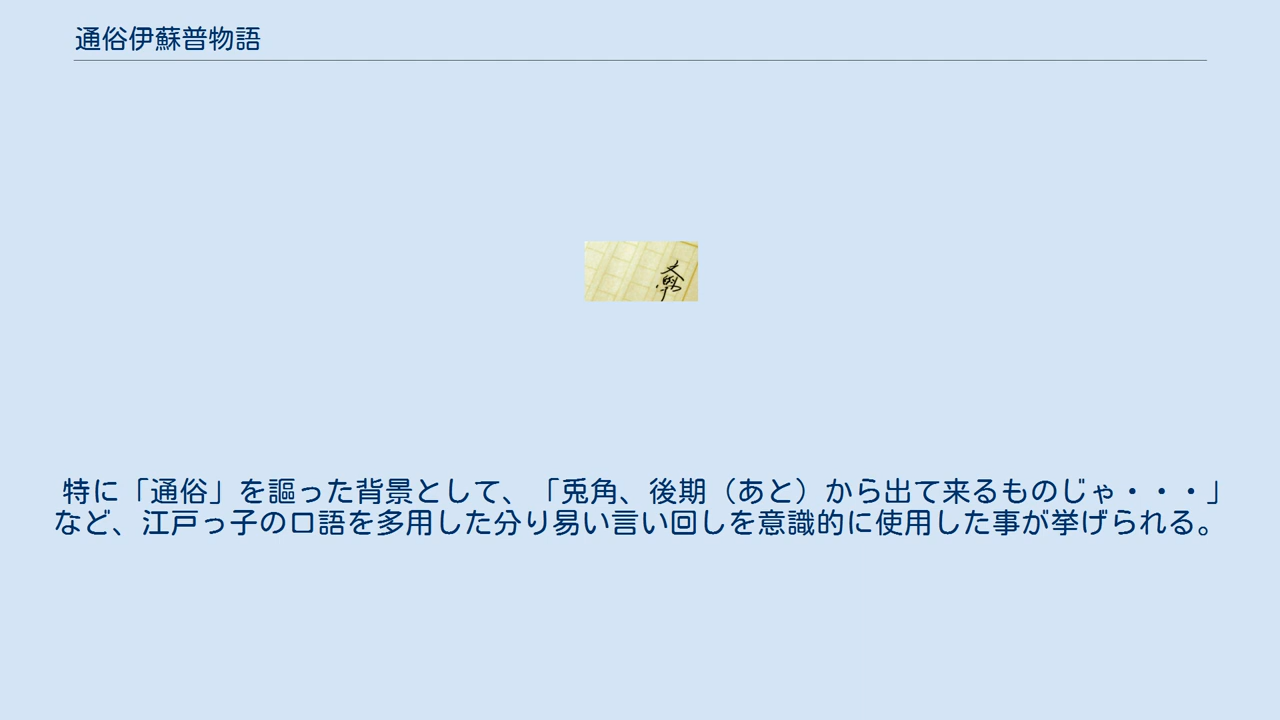 通俗伊蘇普物語
特に「通俗」を謳った背景として、「兎角、後期（あと）から出て来るものじゃ・・・」
など、江戸っ子の口語を多用した分り易い言い回しを意識的に使用した事が挙げられる。